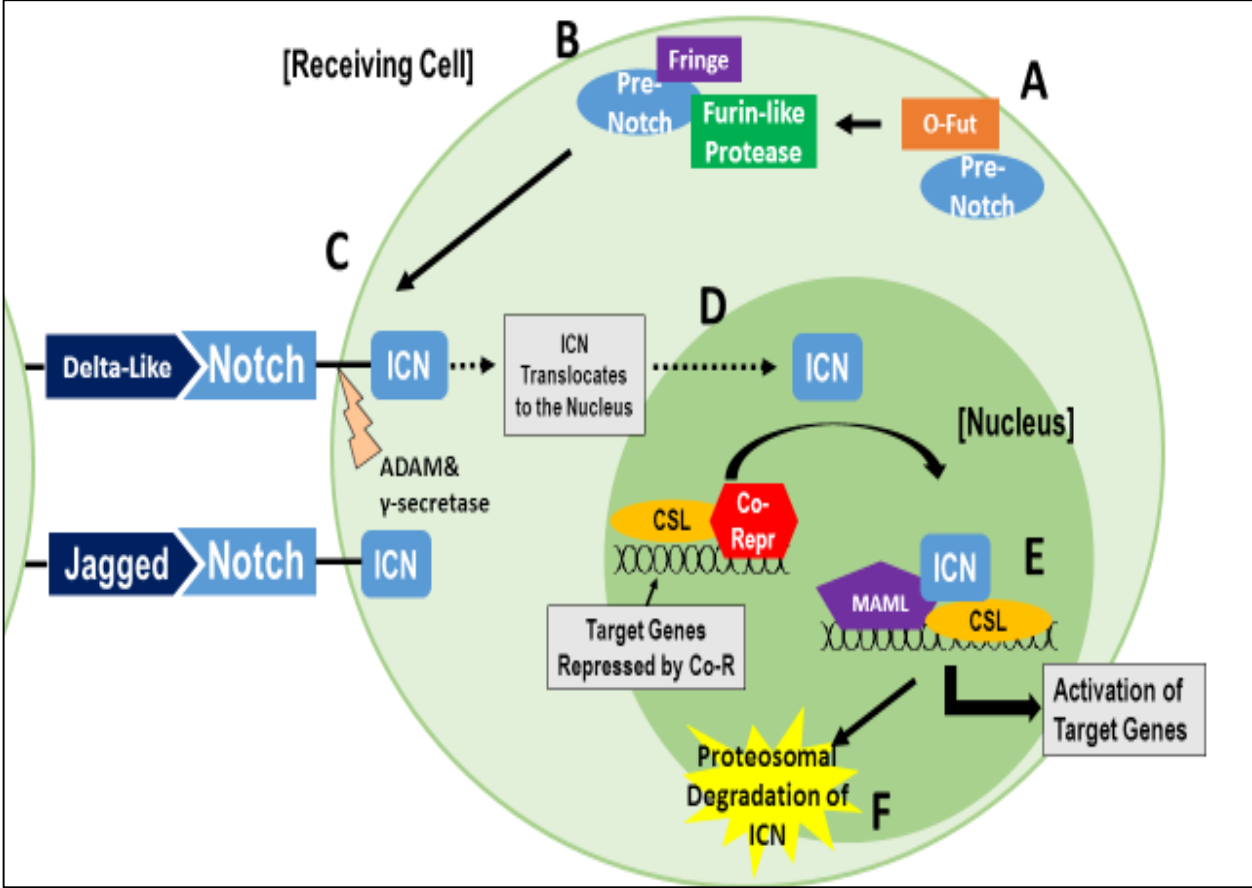 [Receiving Cell]
B
Fringe
Pre-
Notch
Furin-like
Protease
A
O-Fut
Pre-
Notch
C
D
Delta-Like
Notch
ICN
ICN
Translocates
to the Nucleus
ICN
[Nucleus]
ADAM&
γ-secretase
Jagged
Notch
ICN
CSL
Co-
Repr
Target Genes
Repressed by Co-R
ICN
E
MAML
CSL
Activation of
Target Genes
Proteosomal
Degradation of
ICN
F